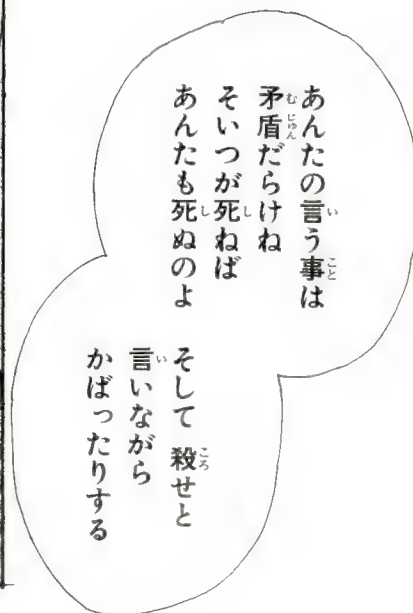 あんたの言う事は
矛盾だらけね
そいつが死ねば
あんたも死ぬのよ
そして 殺せと
言いながら
かばったりする